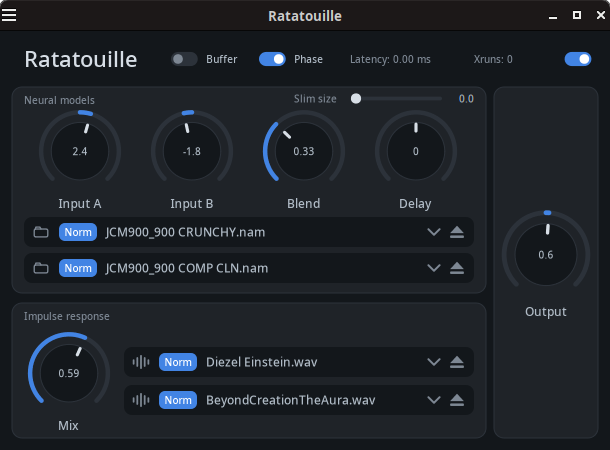 Ratatouille
Ratatouille
Buffer
Phase
Latency: 0.00 ms
Xruns: 0
Neural models
Slim size
0.0
2.4
-1.8
0.33
0
Input A
Input B
Blend
Delay
Norm JCM900_900 CRUNCHY.nam
Norm JCM900_900 COMP CLN.nam
0.6
Output
Impulse response
0.59
Mix
Norm Diezel Einstein.wav
Norm BeyondCreationTheAura.wav